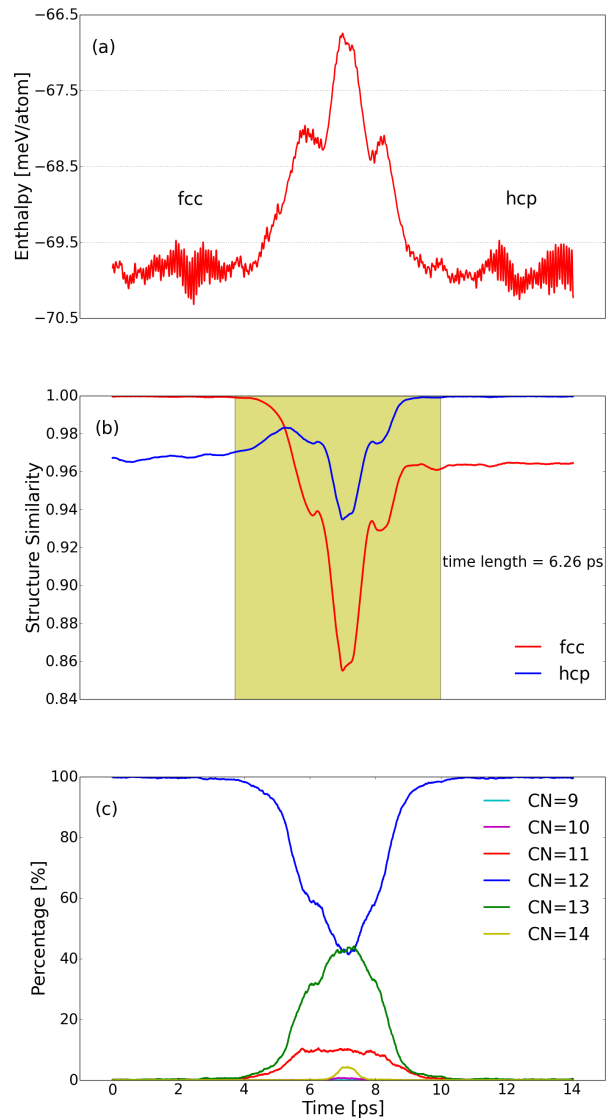 (a)
Enthalpy [meV/atom]
−66.5
−67.5
−68.5
−69.5
−70.5
fcc
hcp
(b)
Structure Similarity
1.00
0.98
0.96
0.94
0.92
0.90
0.88
0.86
0.84
time length = 6.26 ps
fcc
hcp
(c)
Percentage [%]
100
80
60
40
20
0
CN=9
CN=10
CN=11
CN=12
CN=13
CN=14
0 2 4 6 8 10 12 14
Time [ps]